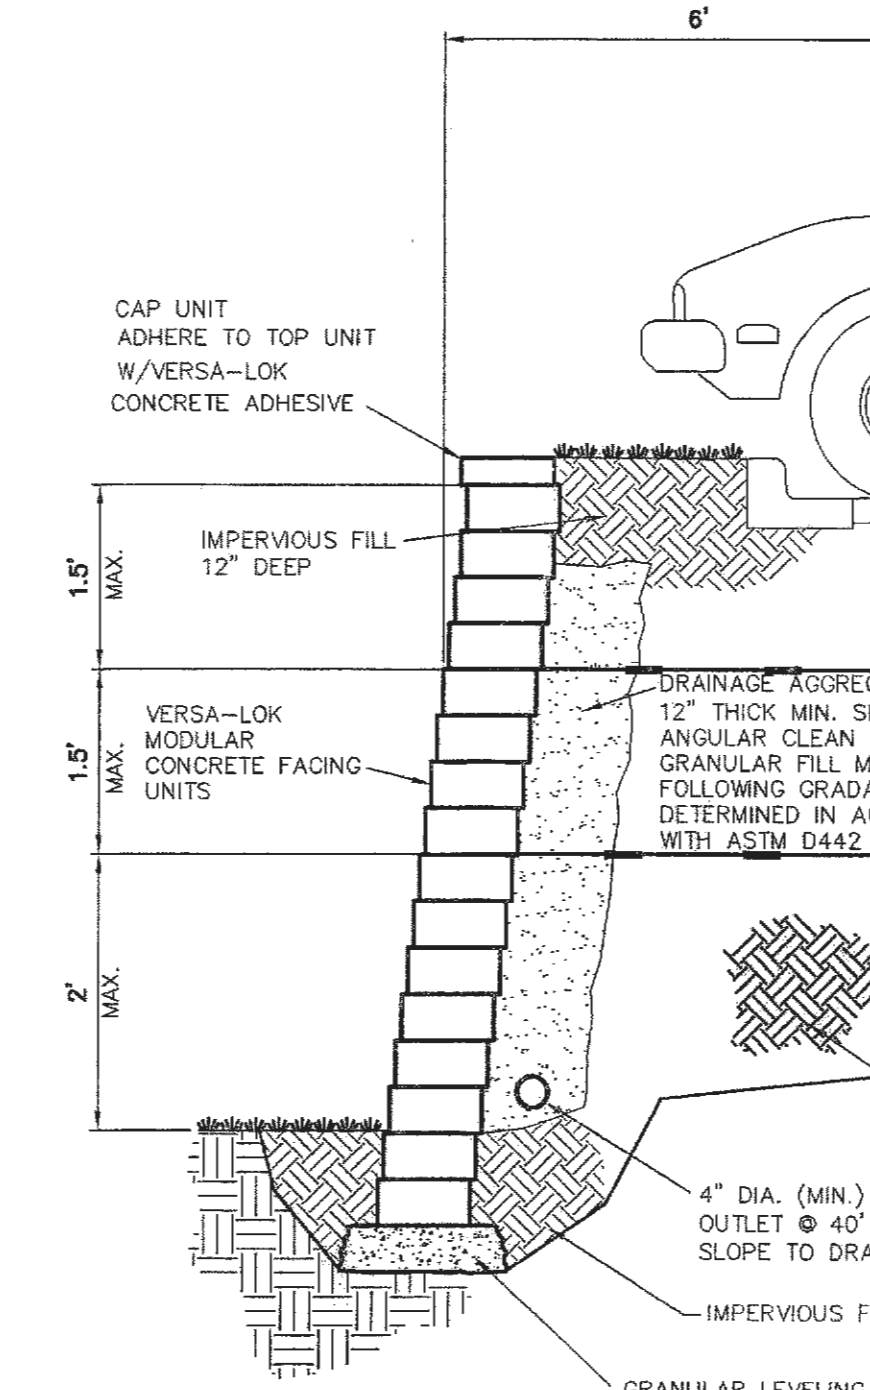 6'
CAP UNIT
ADHERE TO TOP UNIT
W/VERSA-LOK
CONCRETE ADHESIVE
IMPERVIOUS FILL
12" DEEP
1.5'
MAX.
VERSA-LOK
MODULAR
CONCRETE FACING
UNITS
1.5'
MAX.
DRAINAGE AGGREG
12" THICK MIN. SI
ANGULAR CLEAN
GRANULAR FILL M
FOLLOWING GRADA
DETERMINED IN A
WITH ASTM D442
2'
MAX.
4" DIA. (MIN.)
OUTLET @ 40'
SLOPE TO DRA
IMPERVIOUS F
GRANULAR LEVELING